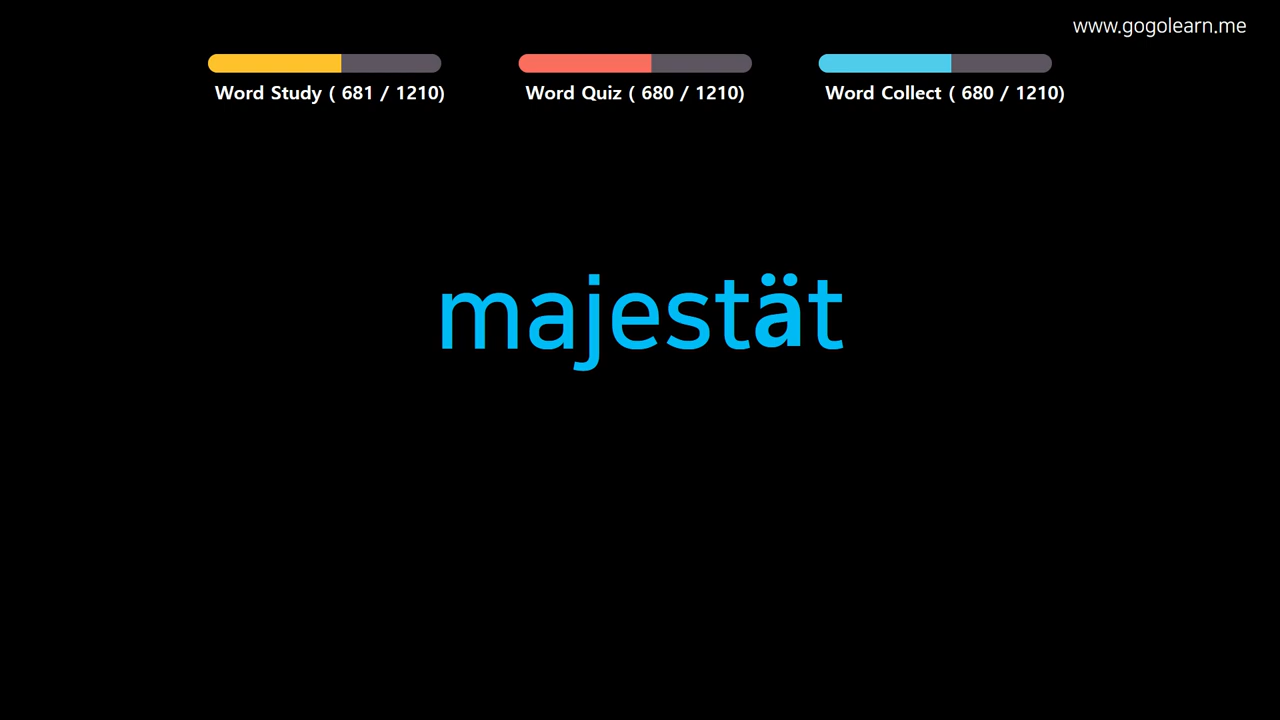 www.gogolearn.me
Word Study ( 681 / 1210)
Word Quiz ( 680 / 1210)
Word Collect ( 680 / 1210)
majestät